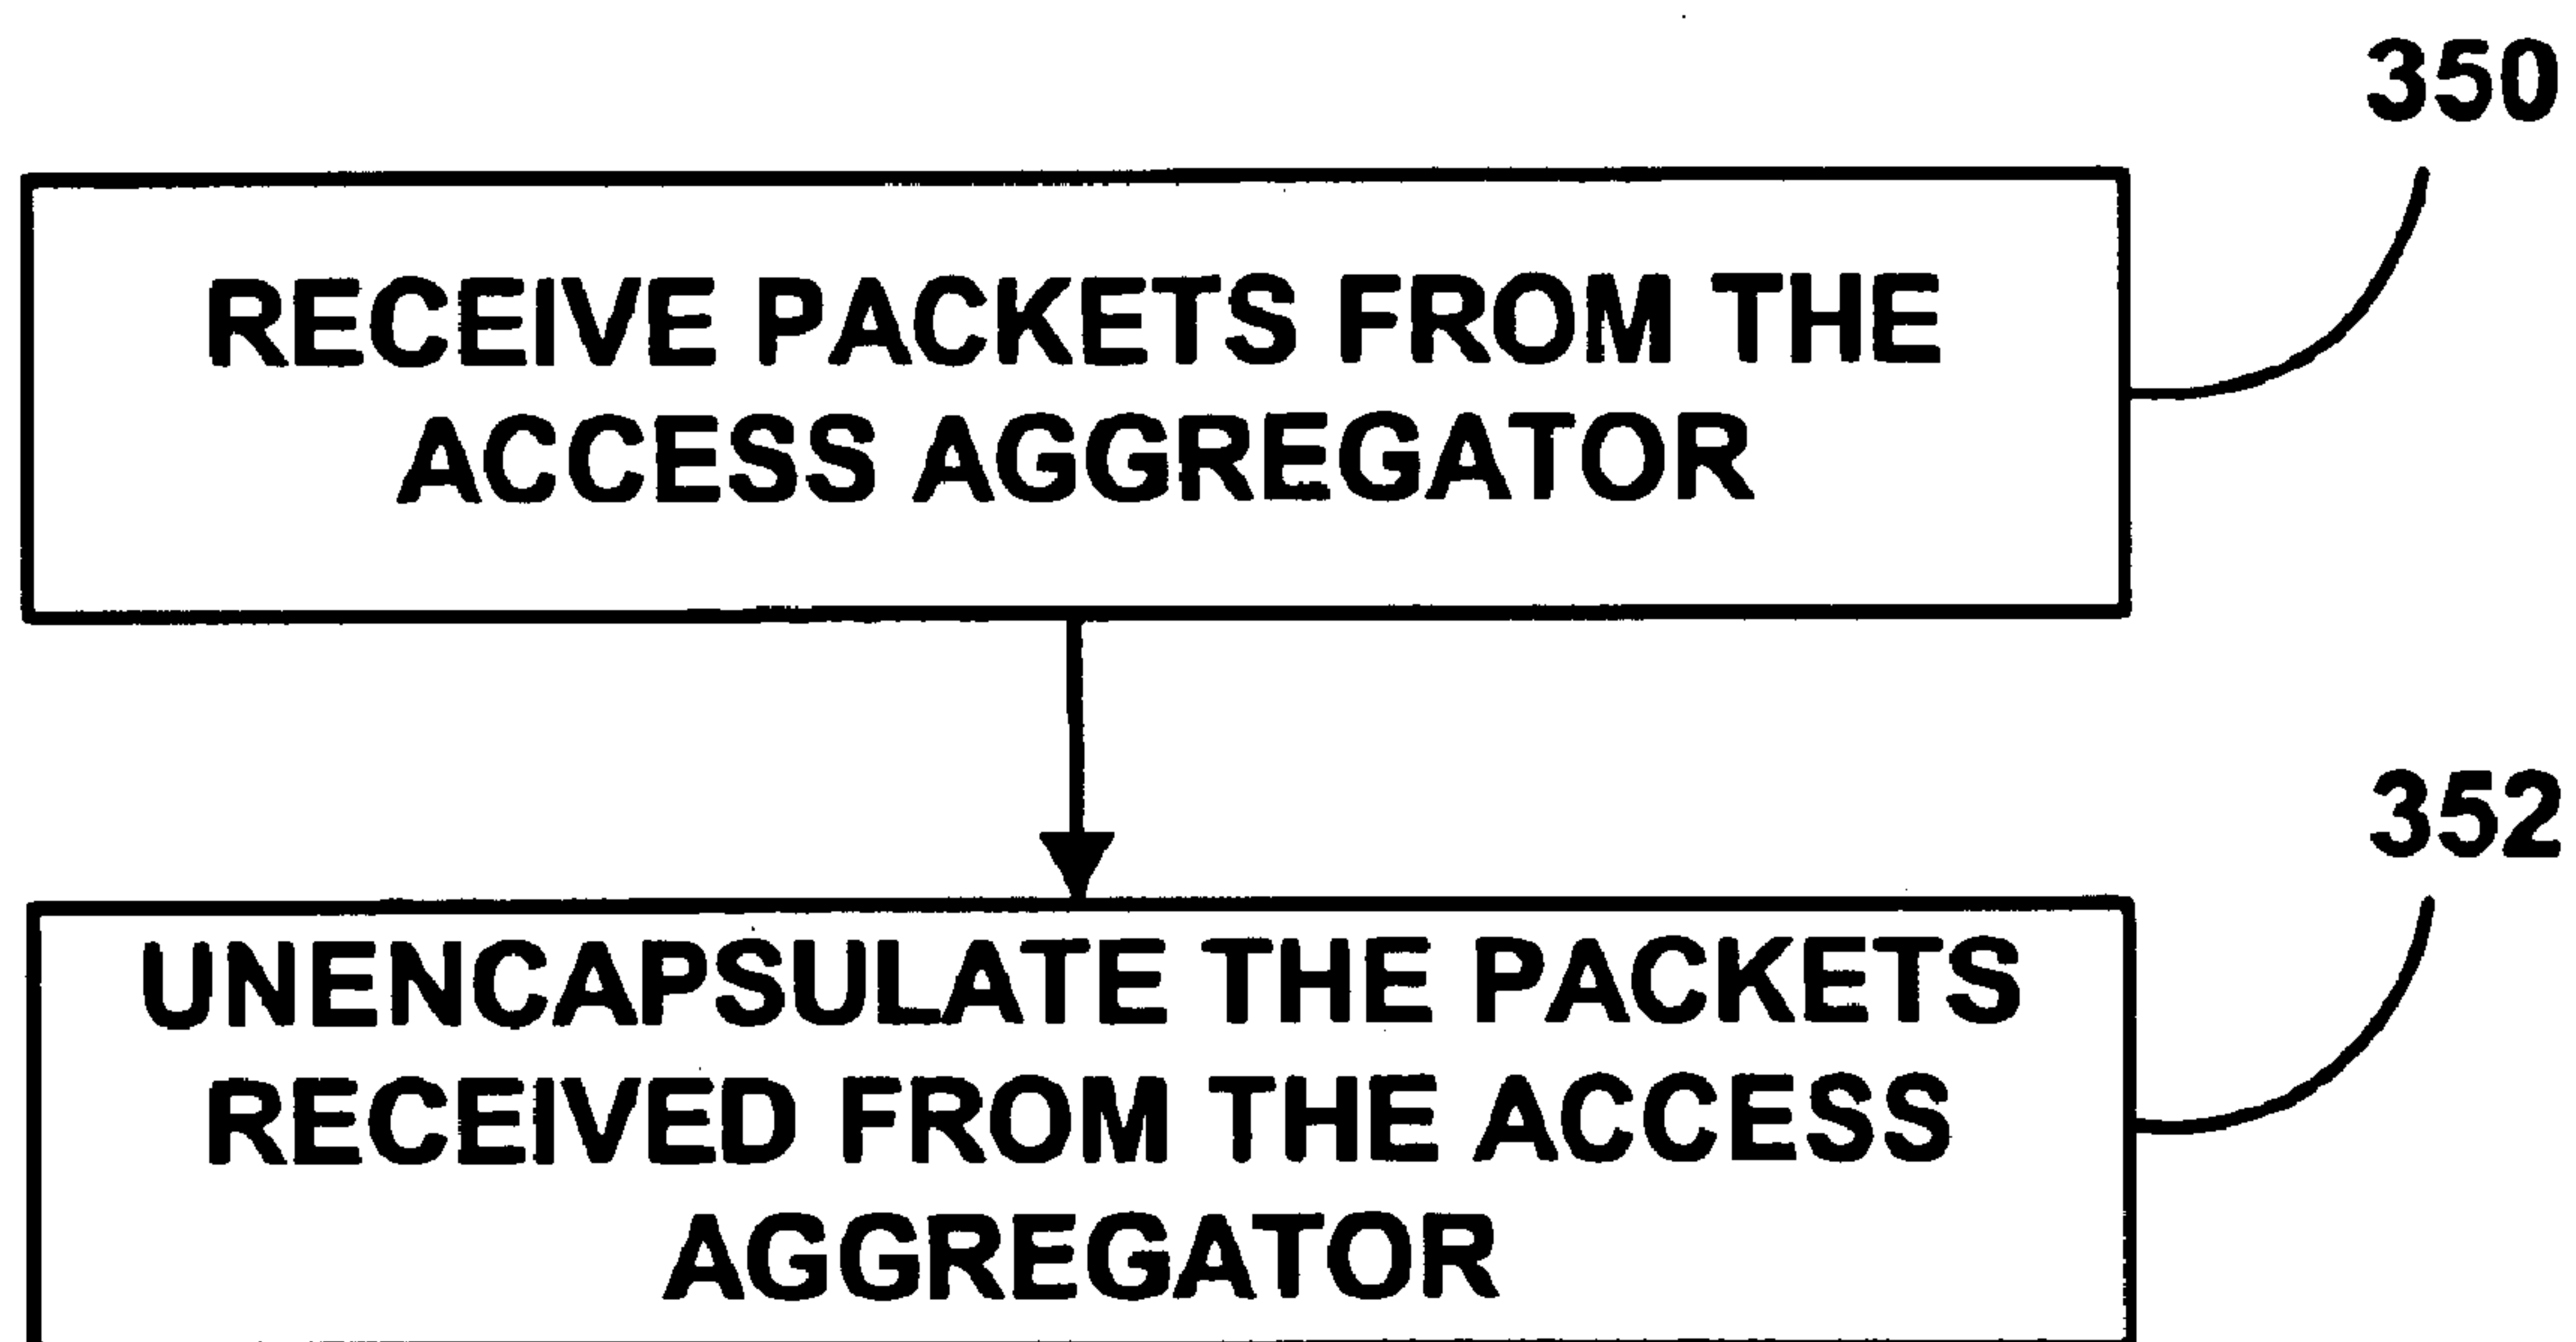 350
RECEIVE PACKETS FROM THE
ACCESS AGGREGATOR
352
UNENCAPSULATE THE PACKETS
RECEIVED FROM THE ACCESS
AGGREGATOR